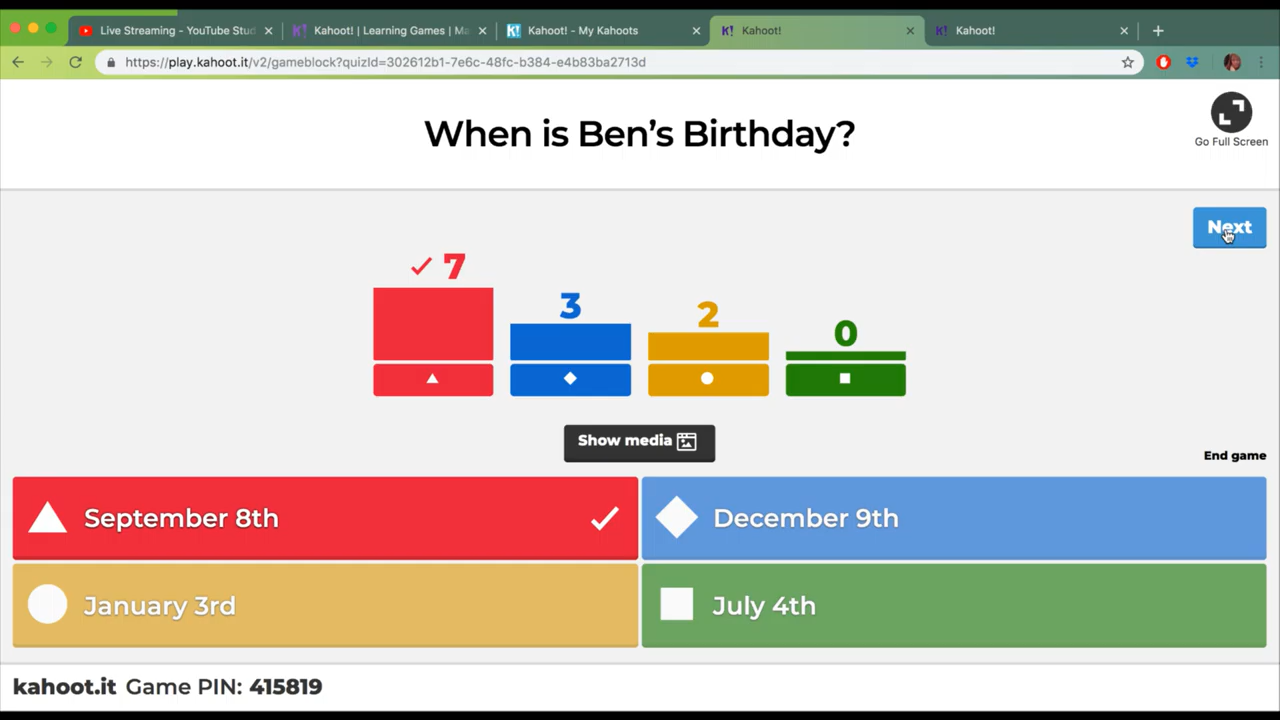 Live Streaming - YouTube Stud
Kahoot! | Learning Games | Ma
Kahoot! - My Kahoots
Kahoot!
Kahoot!
https://play.kahoot.it/v2/gameblock?quizId=302612b1-7e6c-48fc-b384-e4b83ba2713d
When is Ben's Birthday?
Go Full Screen
Next
7
3
2
0
Show media
End game
September 8th
December 9th
January 3rd
July 4th
kahoot.it Game PIN: 415819